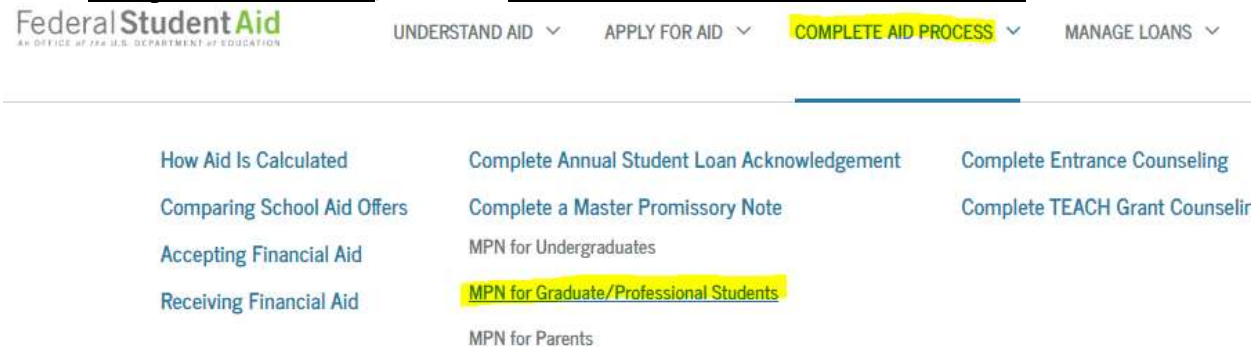 Federal Student Aid
AN OFFICE of the U.S. DEPARTMENT of EDUCATION
UNDERSTAND AID
APPLY FOR AID
COMPLETE AID PROCESS
MANAGE LOANS
How Aid Is Calculated
Comparing School Aid Offers
Accepting Financial Aid
Receiving Financial Aid
Complete Annual Student Loan Acknowledgement
Complete a Master Promissory Note
MPN for Undergraduates
MPN for Graduate/Professional Students
MPN for Parents
Complete Entrance Counseling
Complete TEACH Grant